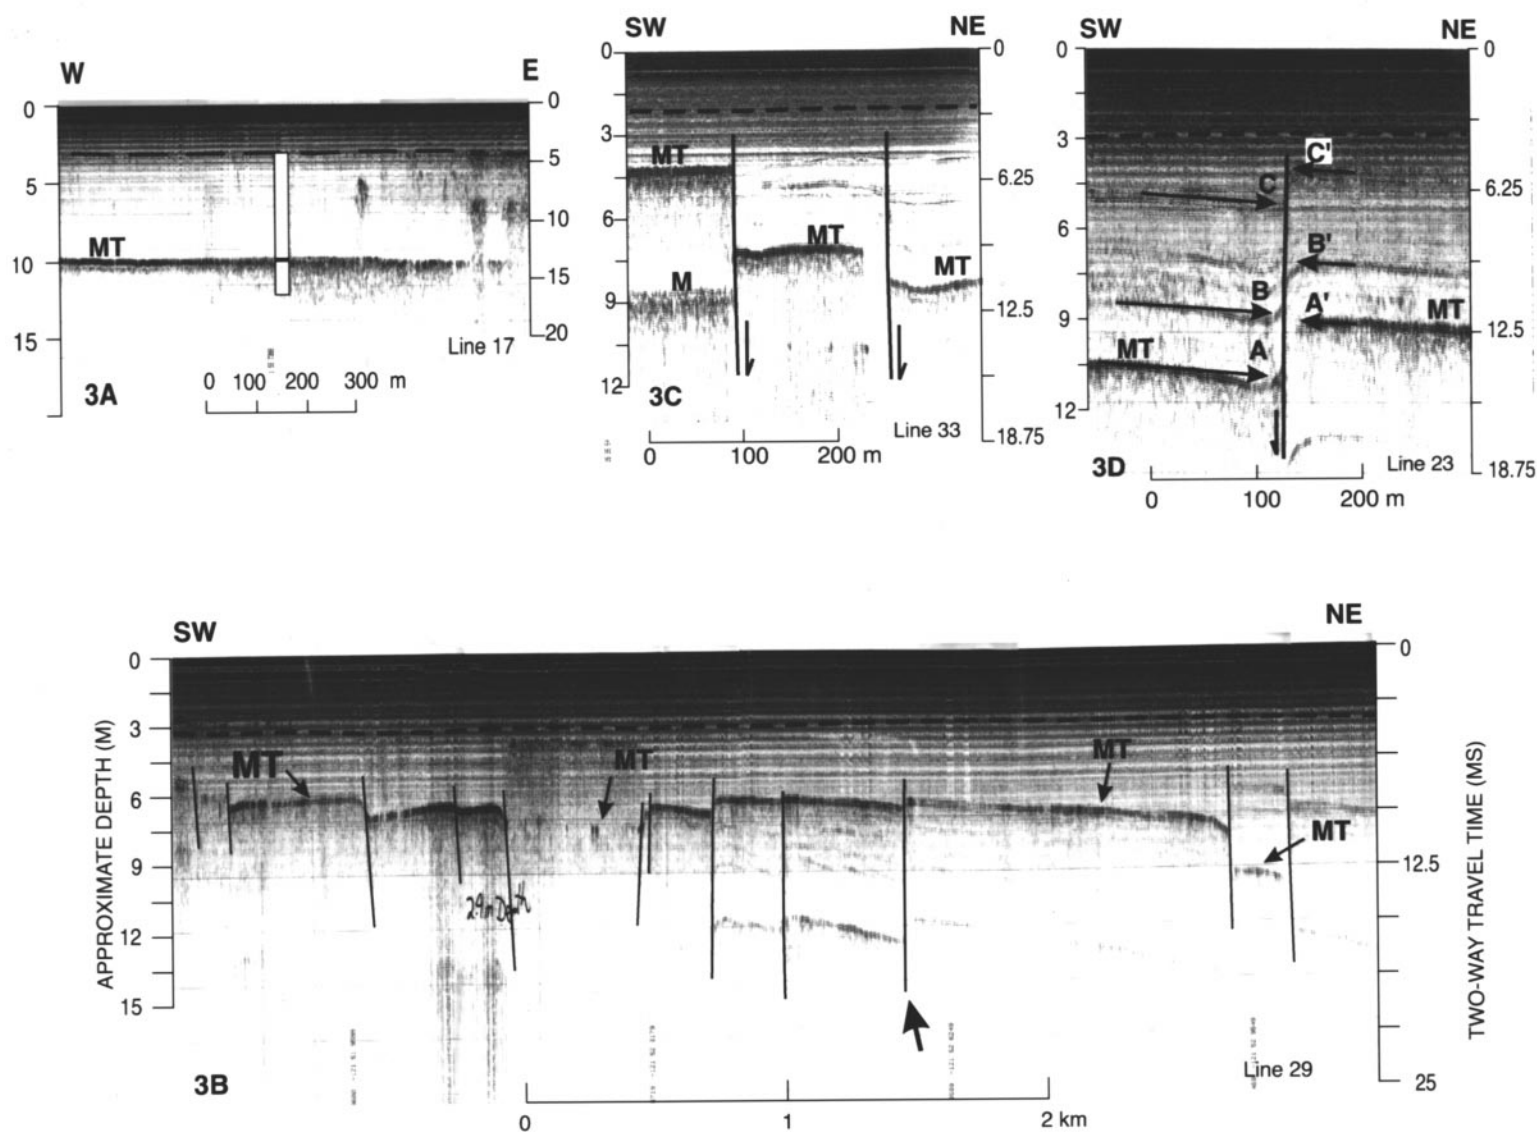 W
E
0
5
10
15
0
5
10
15
20
MT
Line 17
0 100 200 300 m
3A
SW
NE
0
3
6
9
12
0
6.25
12.5
18.75
MT
MT
MT
M
3C
Line 33
0 100 200 m
SW
NE
0
3
6
9
12
0
6.25
12.5
18.75
C'
C
B'
B
A'
MT
MT
A
3D
Line 23
0 100 200 m
SW
NE
APPROXIMATE DEPTH (M)
0
3
6
9
12
15
0
12.5
25
TWO-WAY TRAVEL TIME (MS)
MT
MT
MT
MT
3B
Line 29
0 1 2 km